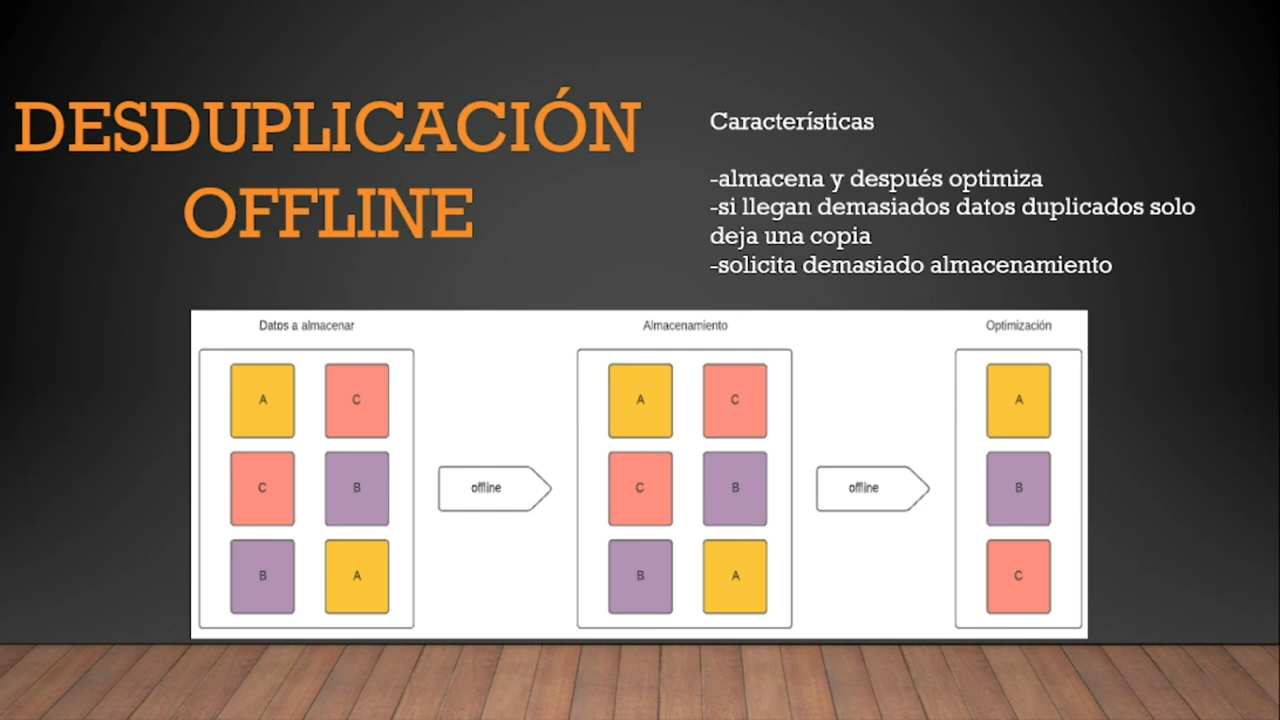 DESDUPLICACIÓN
OFFLINE
Características
-almacena y después optimiza
-si llegan demasiados datos duplicados solo
deja una copia
-solicita demasiado almacenamiento
Datos a almacenar
A C
C B
B A
offline
Almacenamiento
A C
C B
B A
offline
Optimización
A
B
C